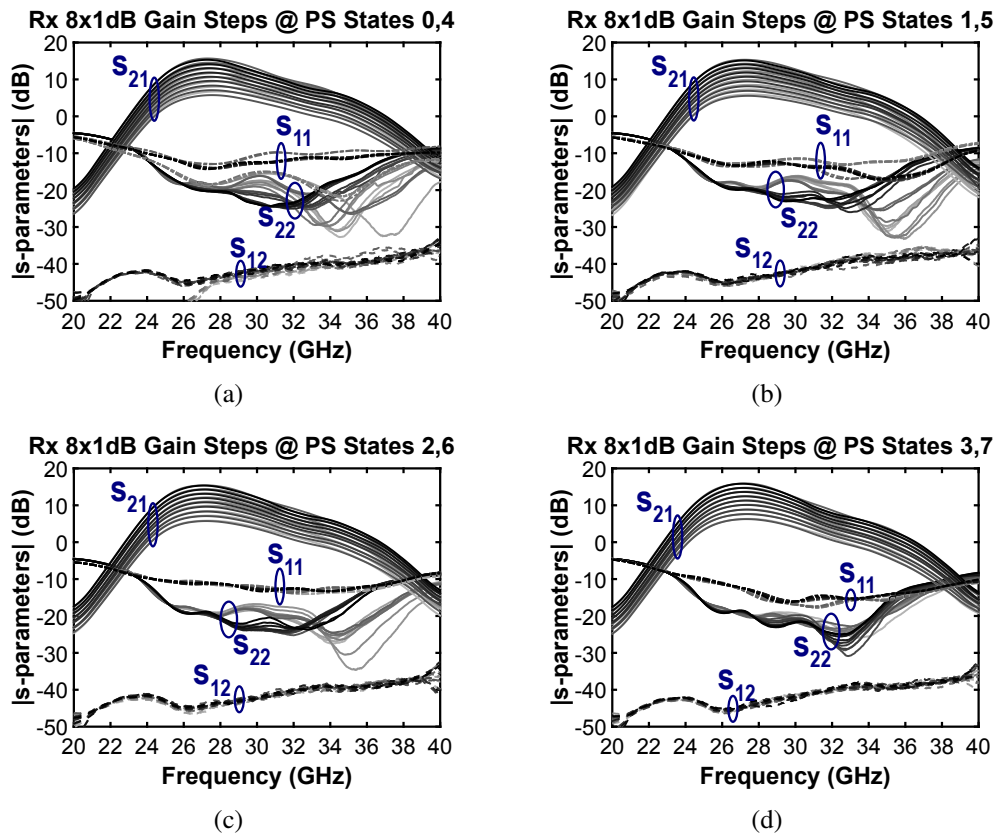 Rx 8x1dB Gain Steps @ PS States 0,4
|s-parameters| (dB)
20
10
0
-10
-20
-30
-40
-50
S21
S11
S22
S12
20 22 24 26 28 30 32 34 36 38 40
Frequency (GHz)
(a)
Rx 8x1dB Gain Steps @ PS States 1,5
|s-parameters| (dB)
20
10
0
-10
-20
-30
-40
-50
S21
S11
S22
S12
20 22 24 26 28 30 32 34 36 38 40
Frequency (GHz)
(b)
Rx 8x1dB Gain Steps @ PS States 2,6
|s-parameters| (dB)
20
10
0
-10
-20
-30
-40
-50
S21
S11
S22
S12
20 22 24 26 28 30 32 34 36 38 40
Frequency (GHz)
(c)
Rx 8x1dB Gain Steps @ PS States 3,7
|s-parameters| (dB)
20
10
0
-10
-20
-30
-40
-50
S21
S11
S22
S12
20 22 24 26 28 30 32 34 36 38 40
Frequency (GHz)
(d)